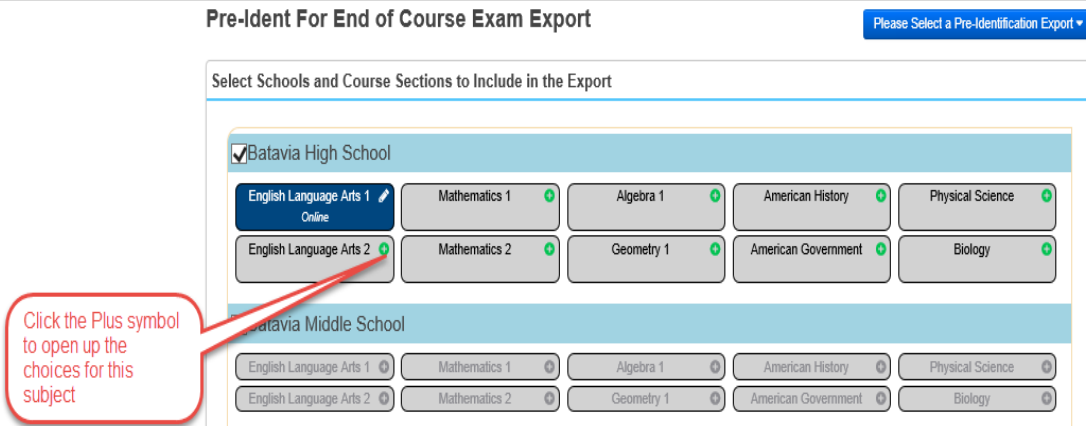 Pre-Ident For End of Course Exam Export
Please Select a Pre-Identification Export
Select Schools and Course Sections to Include in the Export
Batavia High School
English Language Arts 1 Mathematics 1 Algebra 1 American History Physical Science
Online
English Language Arts 2 Mathematics 2 Geometry 1 American Government Biology
Click the Plus symbol
to open up the
choices for this
subject
Batavia Middle School
English Language Arts 1 Mathematics 1 Algebra 1 American History Physical Science
English Language Arts 2 Mathematics 2 Geometry 1 American Government Biology